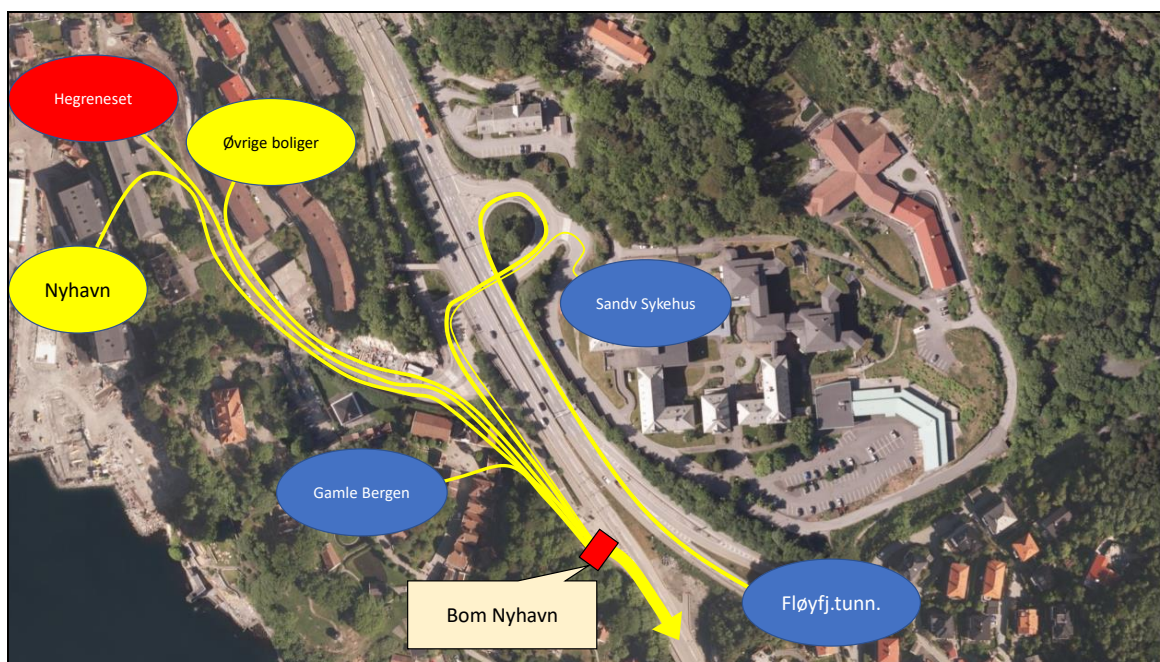 Hegreneset
Øvrige boliger
Nyhavn
Sandv Sykehus
Gamle Bergen
Bom Nyhavn
Fløyfj.tunn.